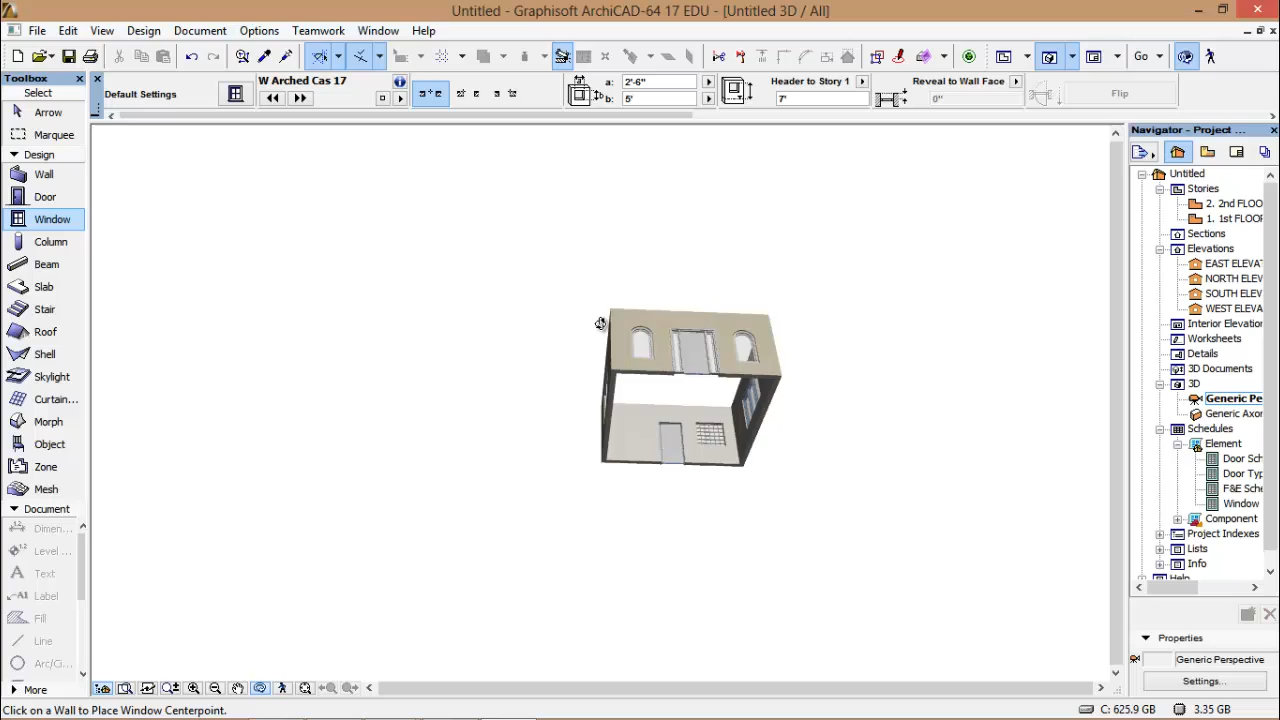 Untitled - Graphisoft ArchiCAD-64 17 EDU - [Untitled 3D / All]
File Edit View Design Document Options Teamwork Window Help
Go
Toolbox
Select
Arrow
Marquee
Design
Wall
Door
Window
Column
Beam
Slab
Stair
Roof
Shell
Skylight
Curtain...
Morph
Object
Zone
Mesh
Document
Dimen...
Level ...
Text
Label
Fill
Line
Arc/Ci...
More
Default Settings
W Arched Cas 17
a: 2'-6"
b: 5'
Header to Story 1
7'
Reveal to Wall Face
0"
Flip
Navigator - Project ...
Untitled
Stories
2. 2nd FLOO
1. 1st FLOOF
Sections
Elevations
EAST ELEVA
NORTH ELEV
SOUTH ELEV
WEST ELEVA
Interior Elevatio
Worksheets
Details
3D Documents
3D
Generic Pe
Generic Axon
Schedules
Element
Door Sch
Door Typ
F&E Sche
Window
Component
Project Indexes
Lists
Info
Help
Properties
Generic Perspective
Settings...
Click on a Wall to Place Window Centerpoint.
C: 625.9 GB
3.35 GB